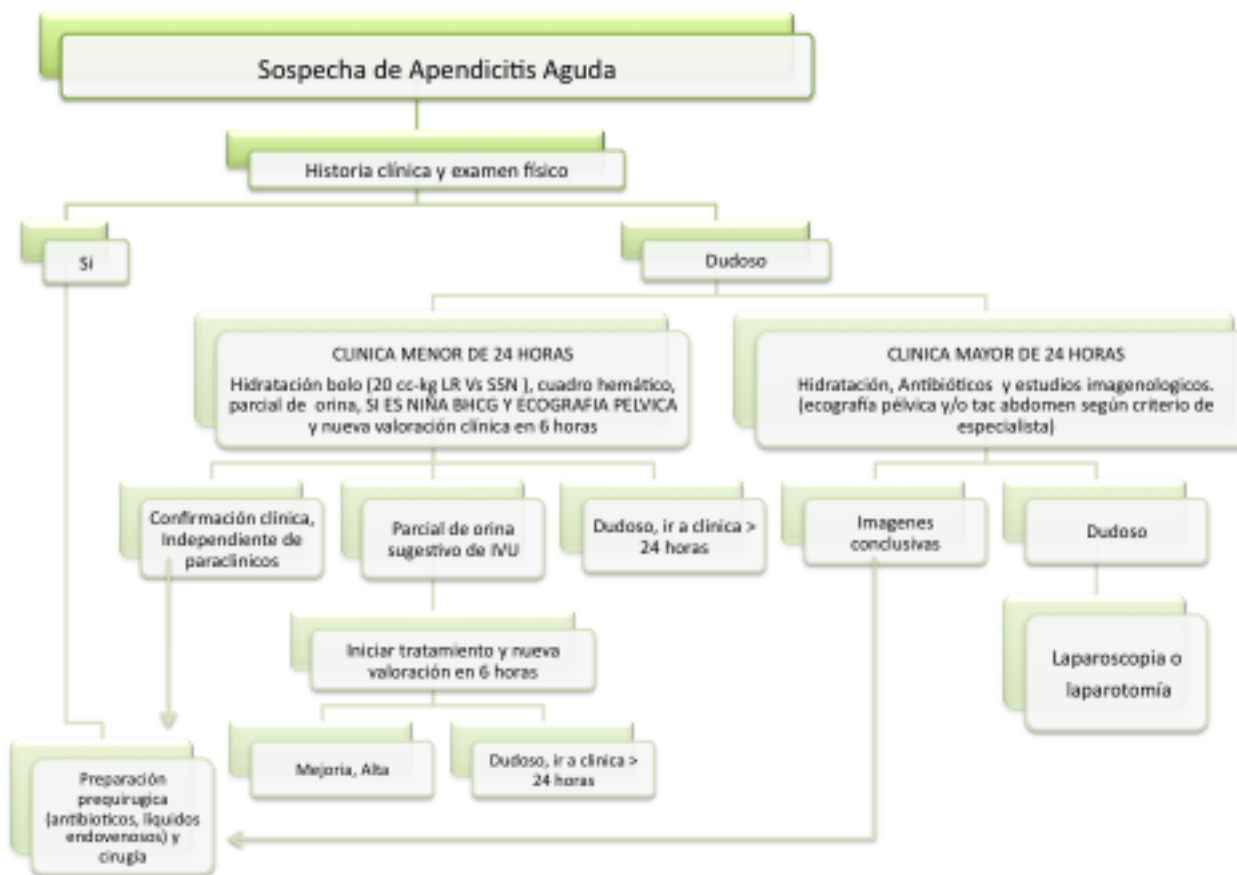 Sospecha de Apendicitis Aguda
Historia clínica y examen físico
Si
Dudoso
CLINICA MENOR DE 24 HORAS
Hidratación bolo (20 cc-kg LR Vs SSN ), cuadro hemático,
parcial de orina, SI ES NIÑA BHCG Y ECOGRAFIA PELVICA
y nueva valoración clínica en 6 horas
CLINICA MAYOR DE 24 HORAS
Hidratación, Antibióticos y estudios imagenologicos.
(ecografía pélvica y/o tac abdomen según criterio de
especialista)
Confirmación clínica,
Independiente de
paraclinicos
Parcial de orina
sugestivo de IVU
Dudoso, ir a clinica >
24 horas
Imagenes
conclusivas
Dudoso
Iniciar tratamiento y nueva
valoración en 6 horas
Laparoscopia o
laparotomía
Mejoria, Alta
Dudoso, ir a clinica >
24 horas
Preparación
prequirugica
(antibioticos, líquidos
endovenosos) y
cirugía